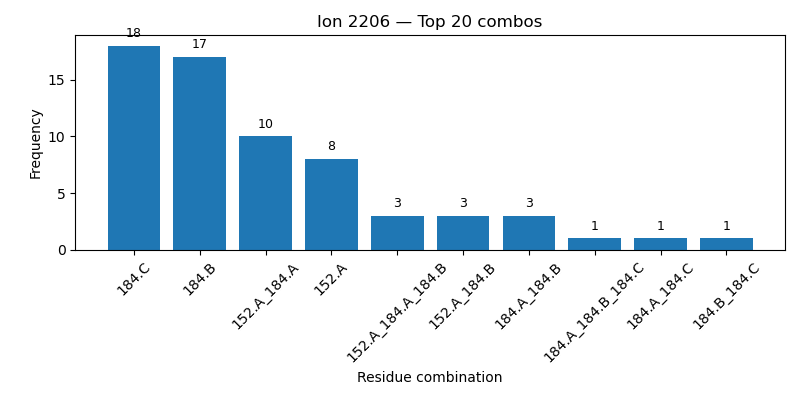 Ion 2206 — Top 20 combos
18
17
10
8
3
3
3
1
1
1
15
10
5
0
Frequency
184.C
184.B
152.A_184.A
152.A
152.A_184.A_184.B
152.A_184.B
184.A_184.B
184.A_184.B_184.C
184.A_184.C
184.B_184.C
Residue combination